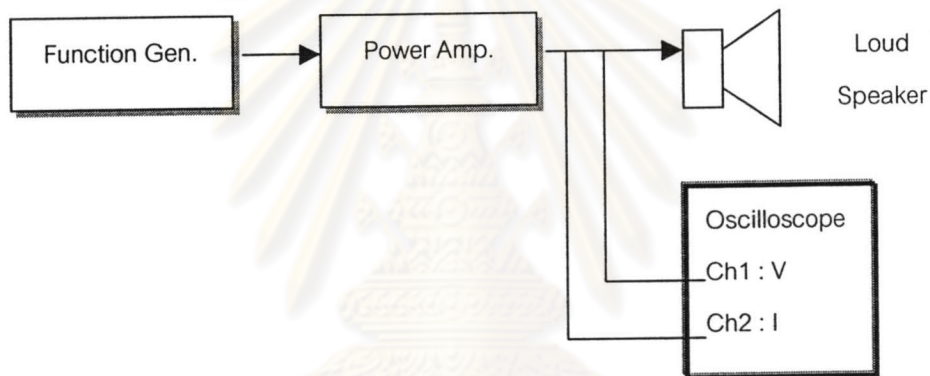 Function Gen.
Power Amp.
Loud
Speaker
Oscilloscope
Ch1 : V
Ch2 : I